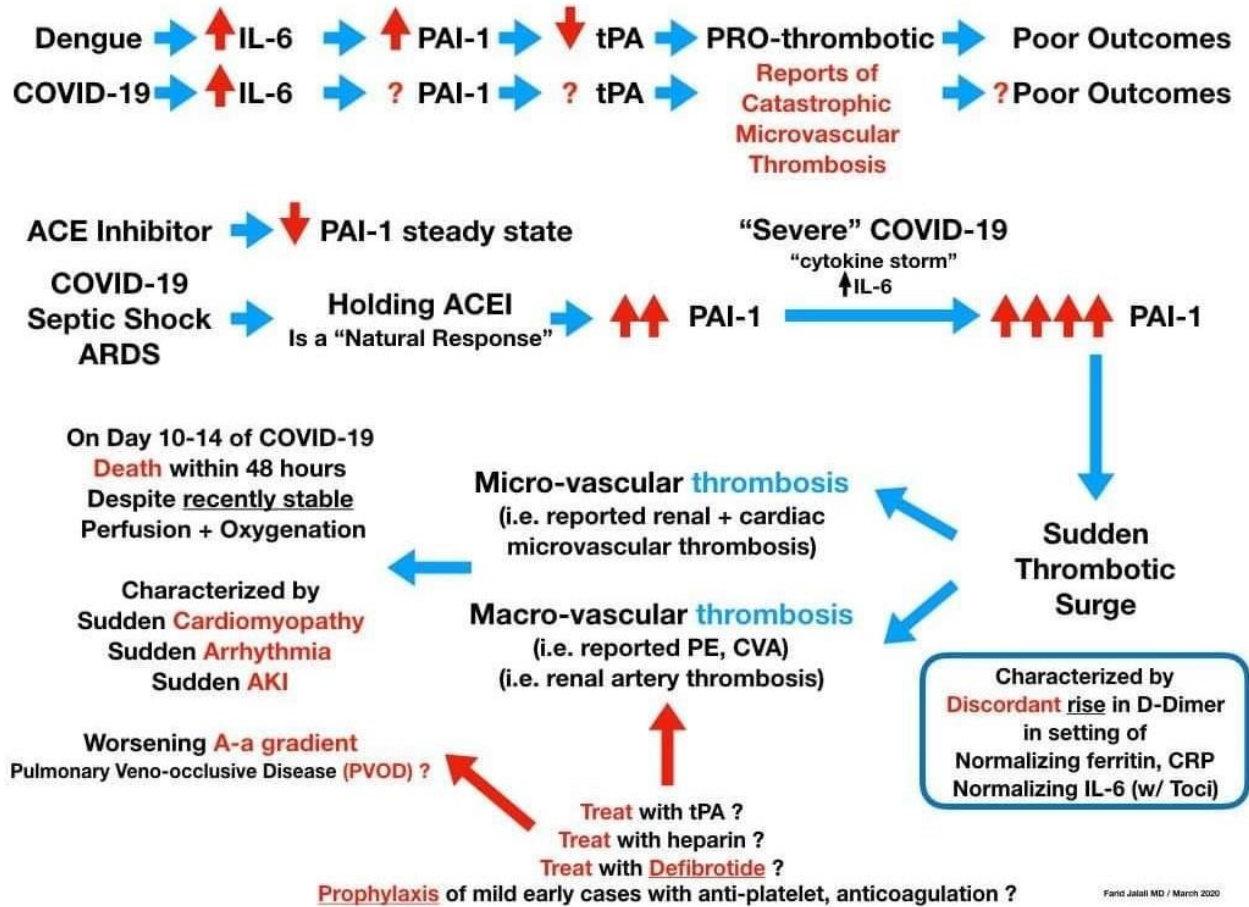 Dengue IL-6 PAI-1 tPA PRO-thrombotic Poor Outcomes
COVID-19 IL-6 ? PAI-1 ? tPA Reports of ? Poor Outcomes
Catastrophic
Microvascular
Thrombosis
ACE Inhibitor PAI-1 steady state
COVID-19
Septic Shock
ARDS
Holding ACEI
Is a “Natural Response”
PAI-1
“Severe” COVID-19
“cytokine storm”
IL-6
PAI-1
Sudden
Thrombotic
Surge
Characterized by
Discordant rise in D-Dimer
in setting of
Normalizing ferritin, CRP
Normalizing IL-6 (w/ Toci)
Micro-vascular thrombosis
(i.e. reported renal + cardiac
microvascular thrombosis)
Macro-vascular thrombosis
(i.e. reported PE, CVA)
(i.e. renal artery thrombosis)
On Day 10-14 of COVID-19
Death within 48 hours
Despite recently stable
Perfusion + Oxygenation
Characterized by
Sudden Cardiomyopathy
Sudden Arrhythmia
Sudden AKI
Worsening A-a gradient
Pulmonary Veno-occlusive Disease (PVOD) ?
Treat with tPA ?
Treat with heparin ?
Treat with Defibrotide ?
Prophylaxis of mild early cases with anti-platelet, anticoagulation ?
Farid Jalali MD / March 2020